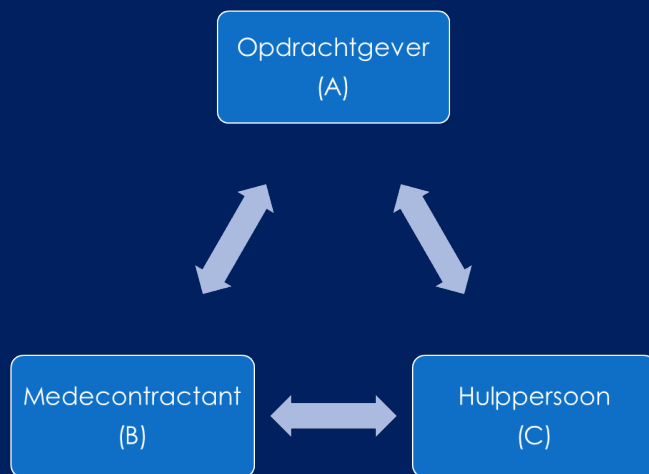 Opdrachtgever
(A)
Medecontractant
(B)
Hulppersoon
(C)